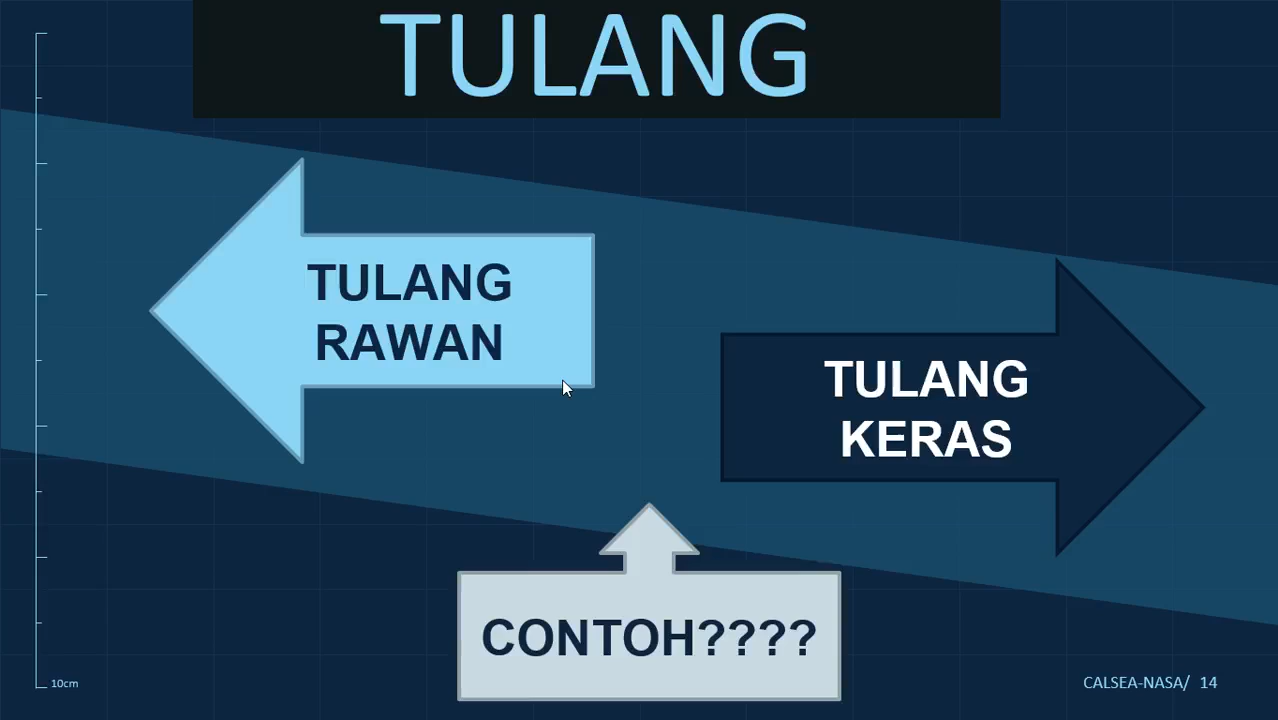 TULANG
TULANG
RAWAN
TULANG
KERAS
CONTOH????
10cm
CALSEA-NASA/ 14